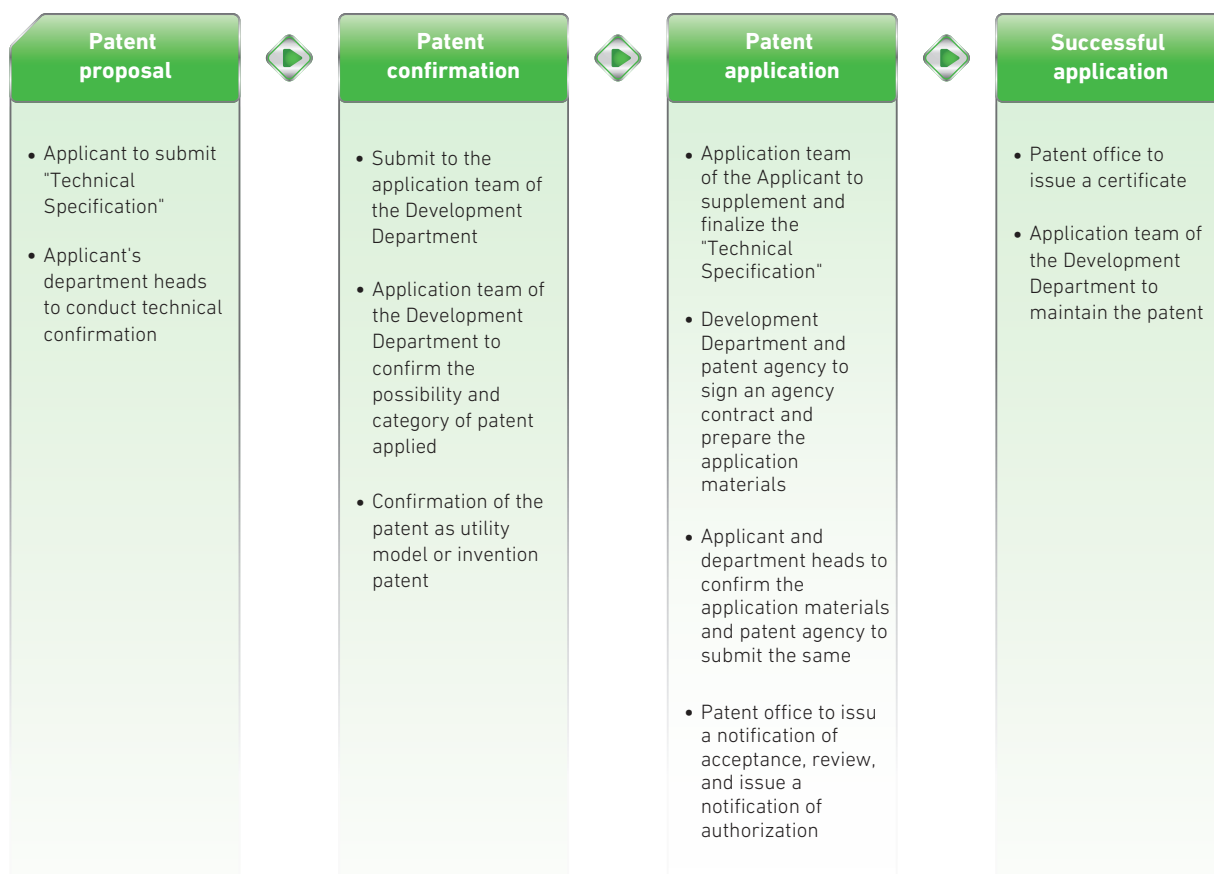 Patent
proposal
• Applicant to submit
"Technical
Specification"
• Applicant's
department heads
to conduct technical
confirmation
Patent
confirmation
• Submit to the
application team of
the Development
Department
• Application team of
the Development
Department to
confirm the
possibility and
category of patent
applied
• Confirmation of the
patent as utility
model or invention
patent
Patent
application
• Application team
of the Applicant to
supplement and
finalize the
"Technical
Specification"
• Development
Department and
patent agency to
sign an agency
contract and
prepare the
application
materials
• Applicant and
department heads to
confirm the
application materials
and patent agency to
submit the same
• Patent office to issu
a notification of
acceptance, review,
and issue a
notification of
authorization
Successful
application
• Patent office to
issue a certificate
• Application team of
the Development
Department to
maintain the patent